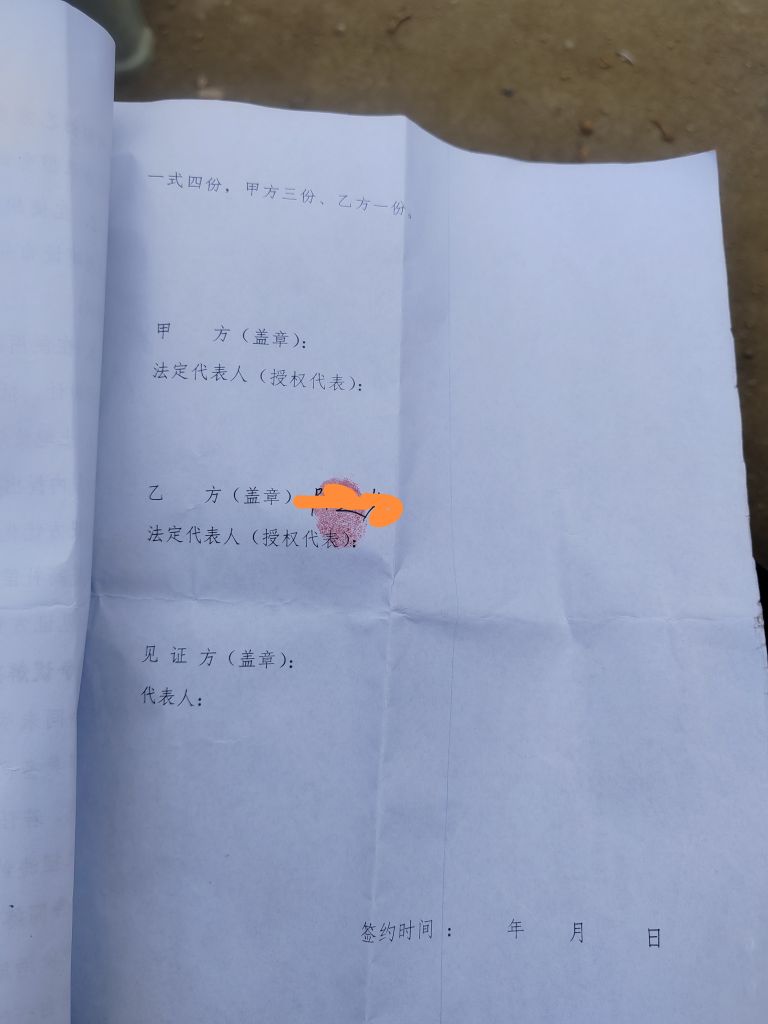 一式四份，甲方三份、乙方一份。
甲 方（盖章）：
法定代表人（授权代表）：
乙 方（盖章）
法定代表人（授权代表）：
见 证 方（盖章）：
代表人：
签约时间： 年 月 日